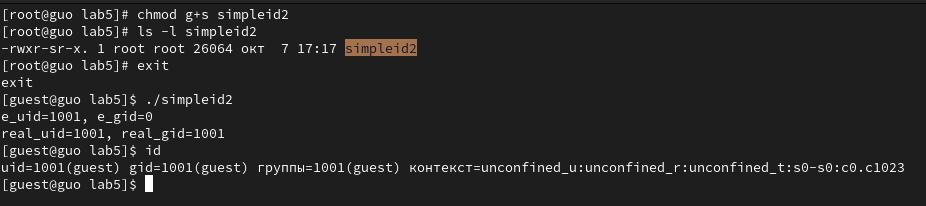 [root@guo lab5]# chmod g+s simpleid2
[root@guo lab5]# ls -l simpleid2
-rwxr-sr-x. 1 root root 26064 окт  7 17:17 simpleid2
[root@guo lab5]# exit
exit
[guest@guo lab5]$ ./simpleid2
e_uid=1001, e_gid=0
real_uid=1001, real_gid=1001
[guest@guo lab5]$ id
uid=1001(guest) gid=1001(guest) группы=1001(guest) контекст=unconfined_u:unconfined_r:unconfined_t:s0-s0:c0.c1023
[guest@guo lab5]$